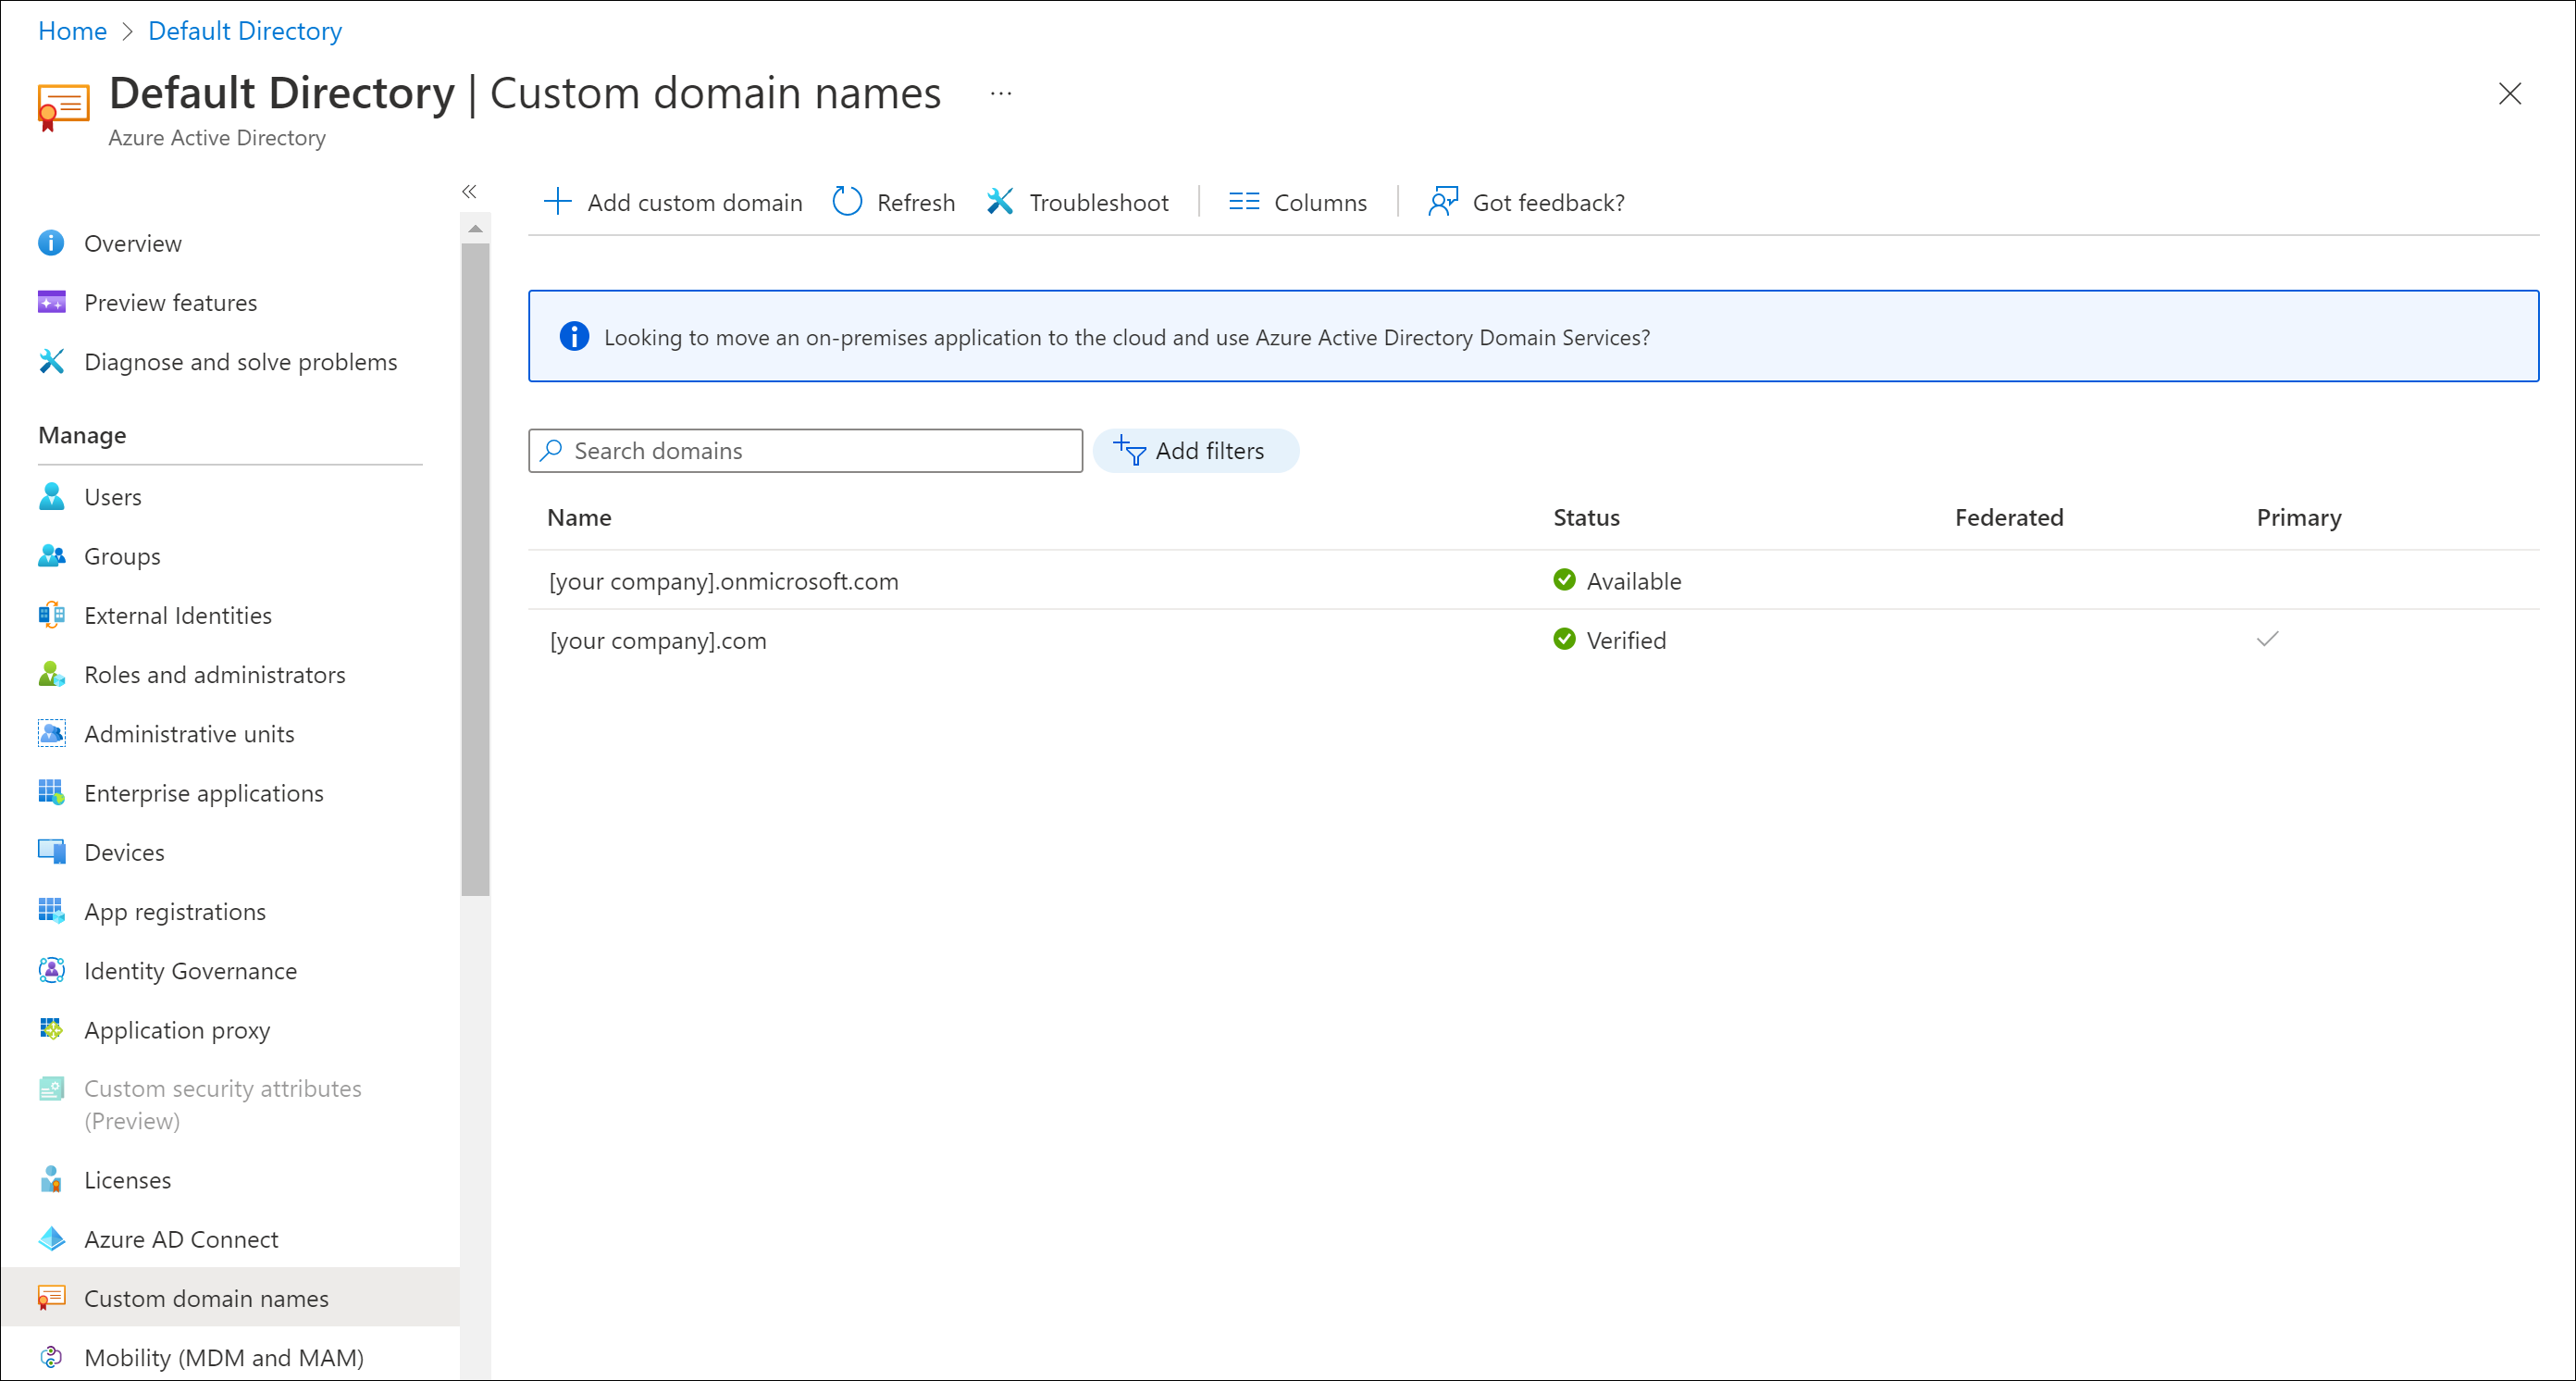 Home > Default Directory
Default Directory | Custom domain names ...
Azure Active Directory
Overview
Preview features
Diagnose and solve problems
Manage
Users
Groups
External Identities
Roles and administrators
Administrative units
Enterprise applications
Devices
App registrations
Identity Governance
Application proxy
Custom security attributes
(Preview)
Licenses
Azure AD Connect
Custom domain names
Mobility (MDM and MAM)
Add custom domain Refresh Troubleshoot Columns Got feedback?
Looking to move an on-premises application to the cloud and use Azure Active Directory Domain Services?
Search domains Add filters
Name Status Federated Primary
[your company].onmicrosoft.com Available
[your company].com Verified